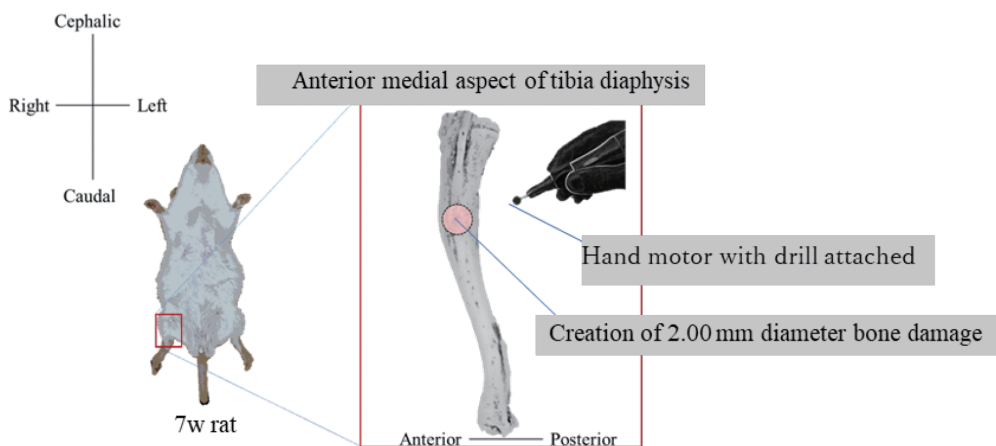 Cephalic
Anterior medial aspect of tibia diaphysis
Right
Left
Caudal
Hand motor with drill attached
Creation of 2.00 mm diameter bone damage
7w rat
Anterior
Posterior